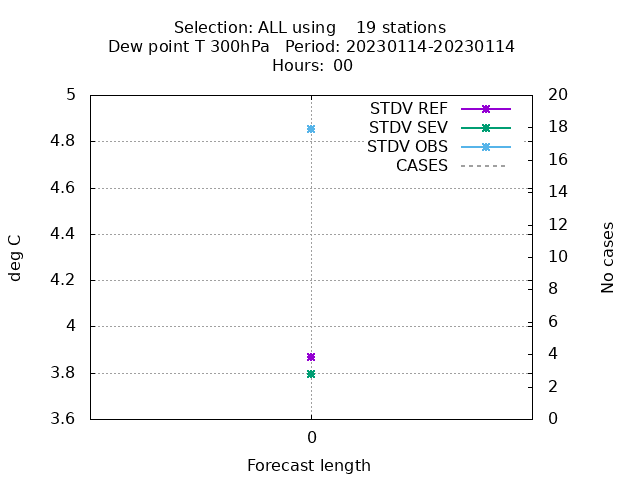 Selection: ALL using    19 stations
Dew point T 300hPa   Period: 20230114-20230114
Hours:  00
5
4.8
4.6
4.4
4.2
4
3.8
3.6
deg C
STDV REF
STDV SEV
STDV OBS
CASES
20
18
16
14
12
10
8
6
4
2
0
No cases
0
Forecast length